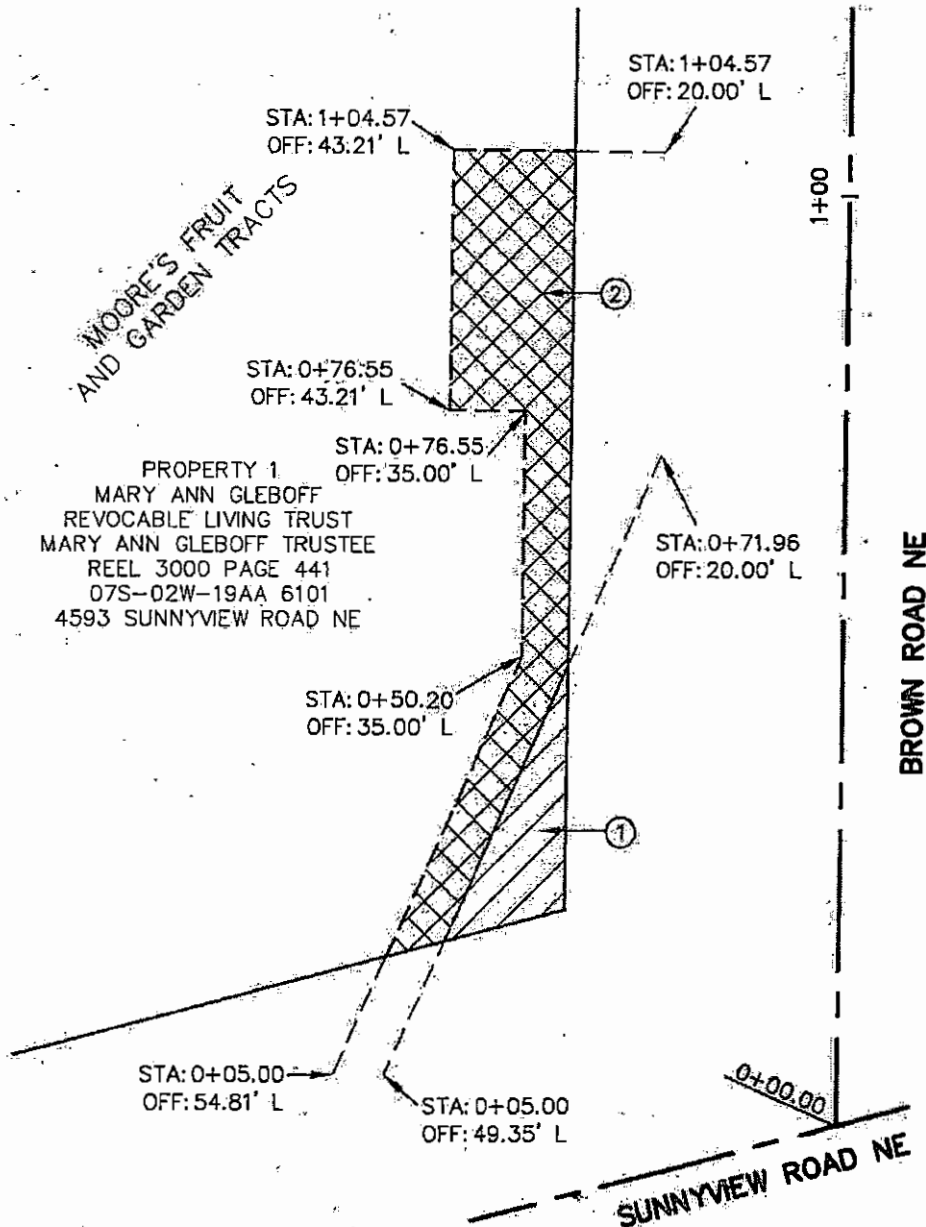 STA: 1+04.57
OFF: 20.00' L
STA: 1+04.57
OFF: 43.21' L
1+00
MOORE'S FRUIT
AND GARDEN TRACTS
2
STA: 0+76.55
OFF: 43.21' L
STA: 0+76.55
OFF: 35.00' L
PROPERTY 1
MARY ANN GLEBOFF
REVOCABLE LIVING TRUST
MARY ANN GLEBOFF TRUSTEE
REEL 3000 PAGE 441
07S-02W-19AA 6101
4593 SUNNYVIEW ROAD NE
STA: 0+71.96
OFF: 20.00' L
BROWN ROAD NE
STA: 0+50.20
OFF: 35.00' L
1
STA: 0+05.00
OFF: 54.81' L
STA: 0+05.00
OFF: 49.35' L
0+00.00
SUNNYVIEW ROAD NE